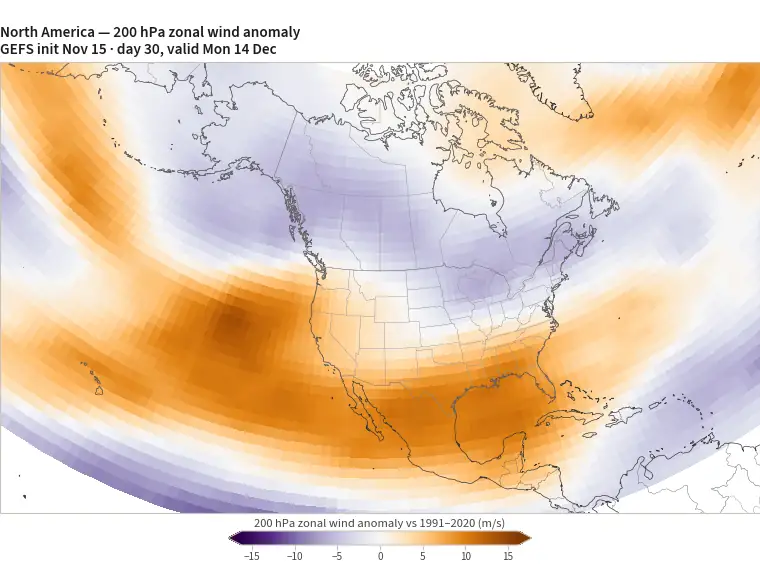 North America — 200 hPa zonal wind anomaly
GEFS init Nov 15 · day 30, valid Mon 14 Dec
200 hPa zonal wind anomaly vs 1991–2020 (m/s)
−15 −10 −5 0 5 10 15